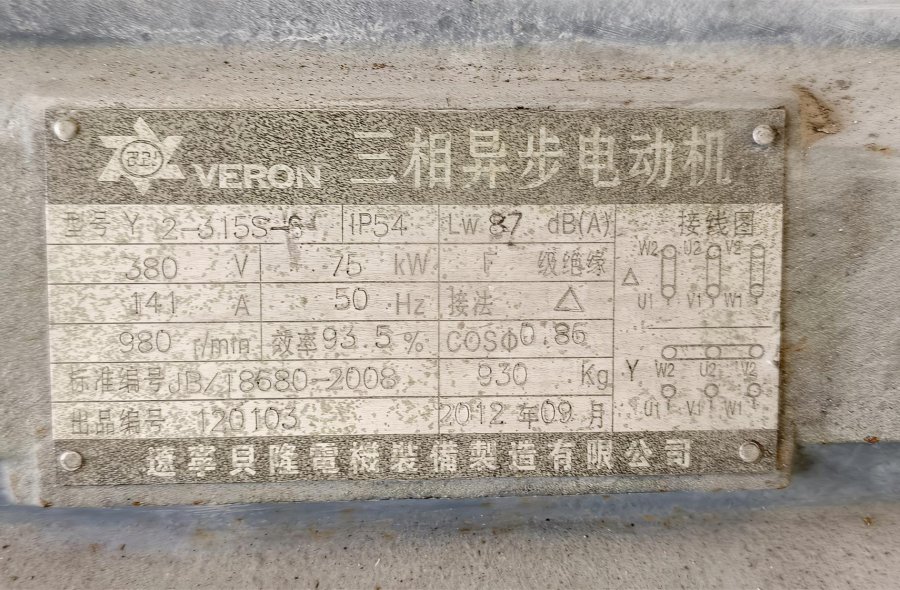 VERON 三相异步电动机
型号 Y 2-315S-6 IP54 LW 87 dB(A) 接线图
380 V 75 kW F 级绝缘
141 A 50 Hz 接法 △
980 r/min 效率 93.5 % COSΦ 0.86
标准编号 JB/T8680-2008 930 Kg
出品编号 120103 2012 年 09 月
W2 U2 V2
△
U1 V1 W1
Y W2 U2 V2
U1 V1 W1
遼寧貝隆電機裝備製造有限公司